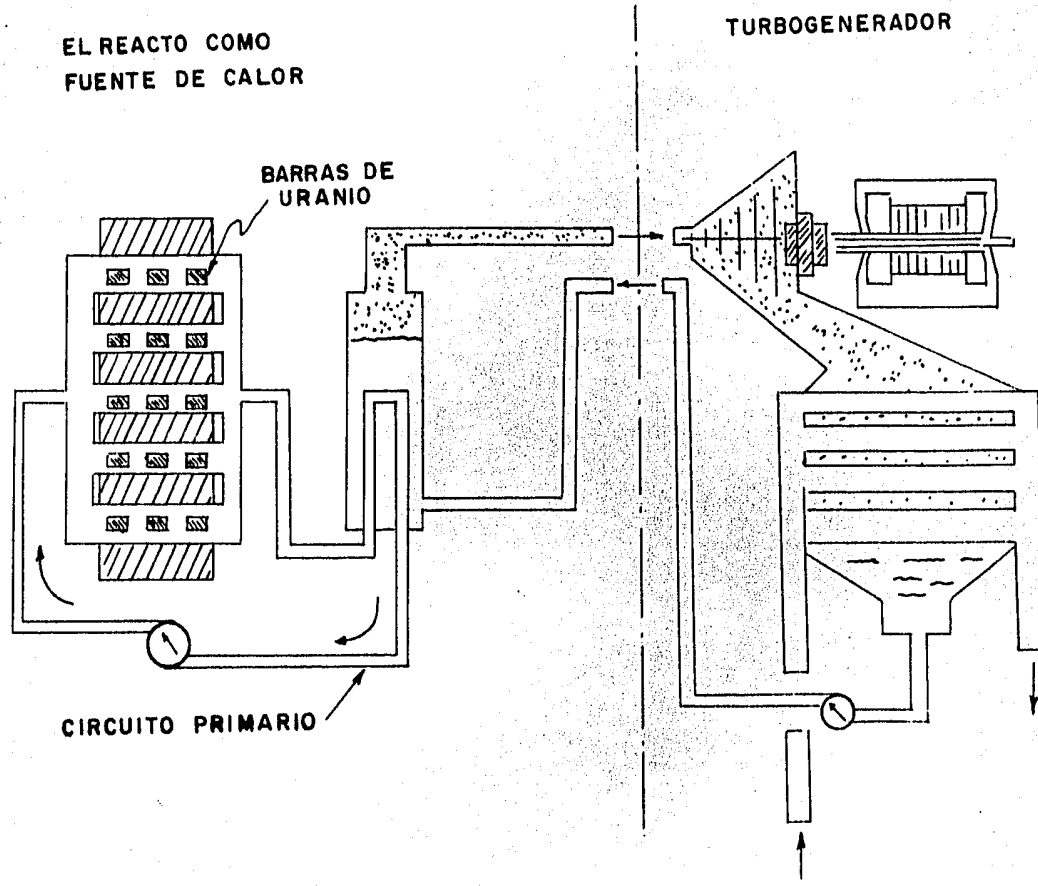 EL REACTO COMO
FUENTE DE CALOR
TURBOGENERADOR
BARRAS DE
URANIO
CIRCUITO PRIMARIO